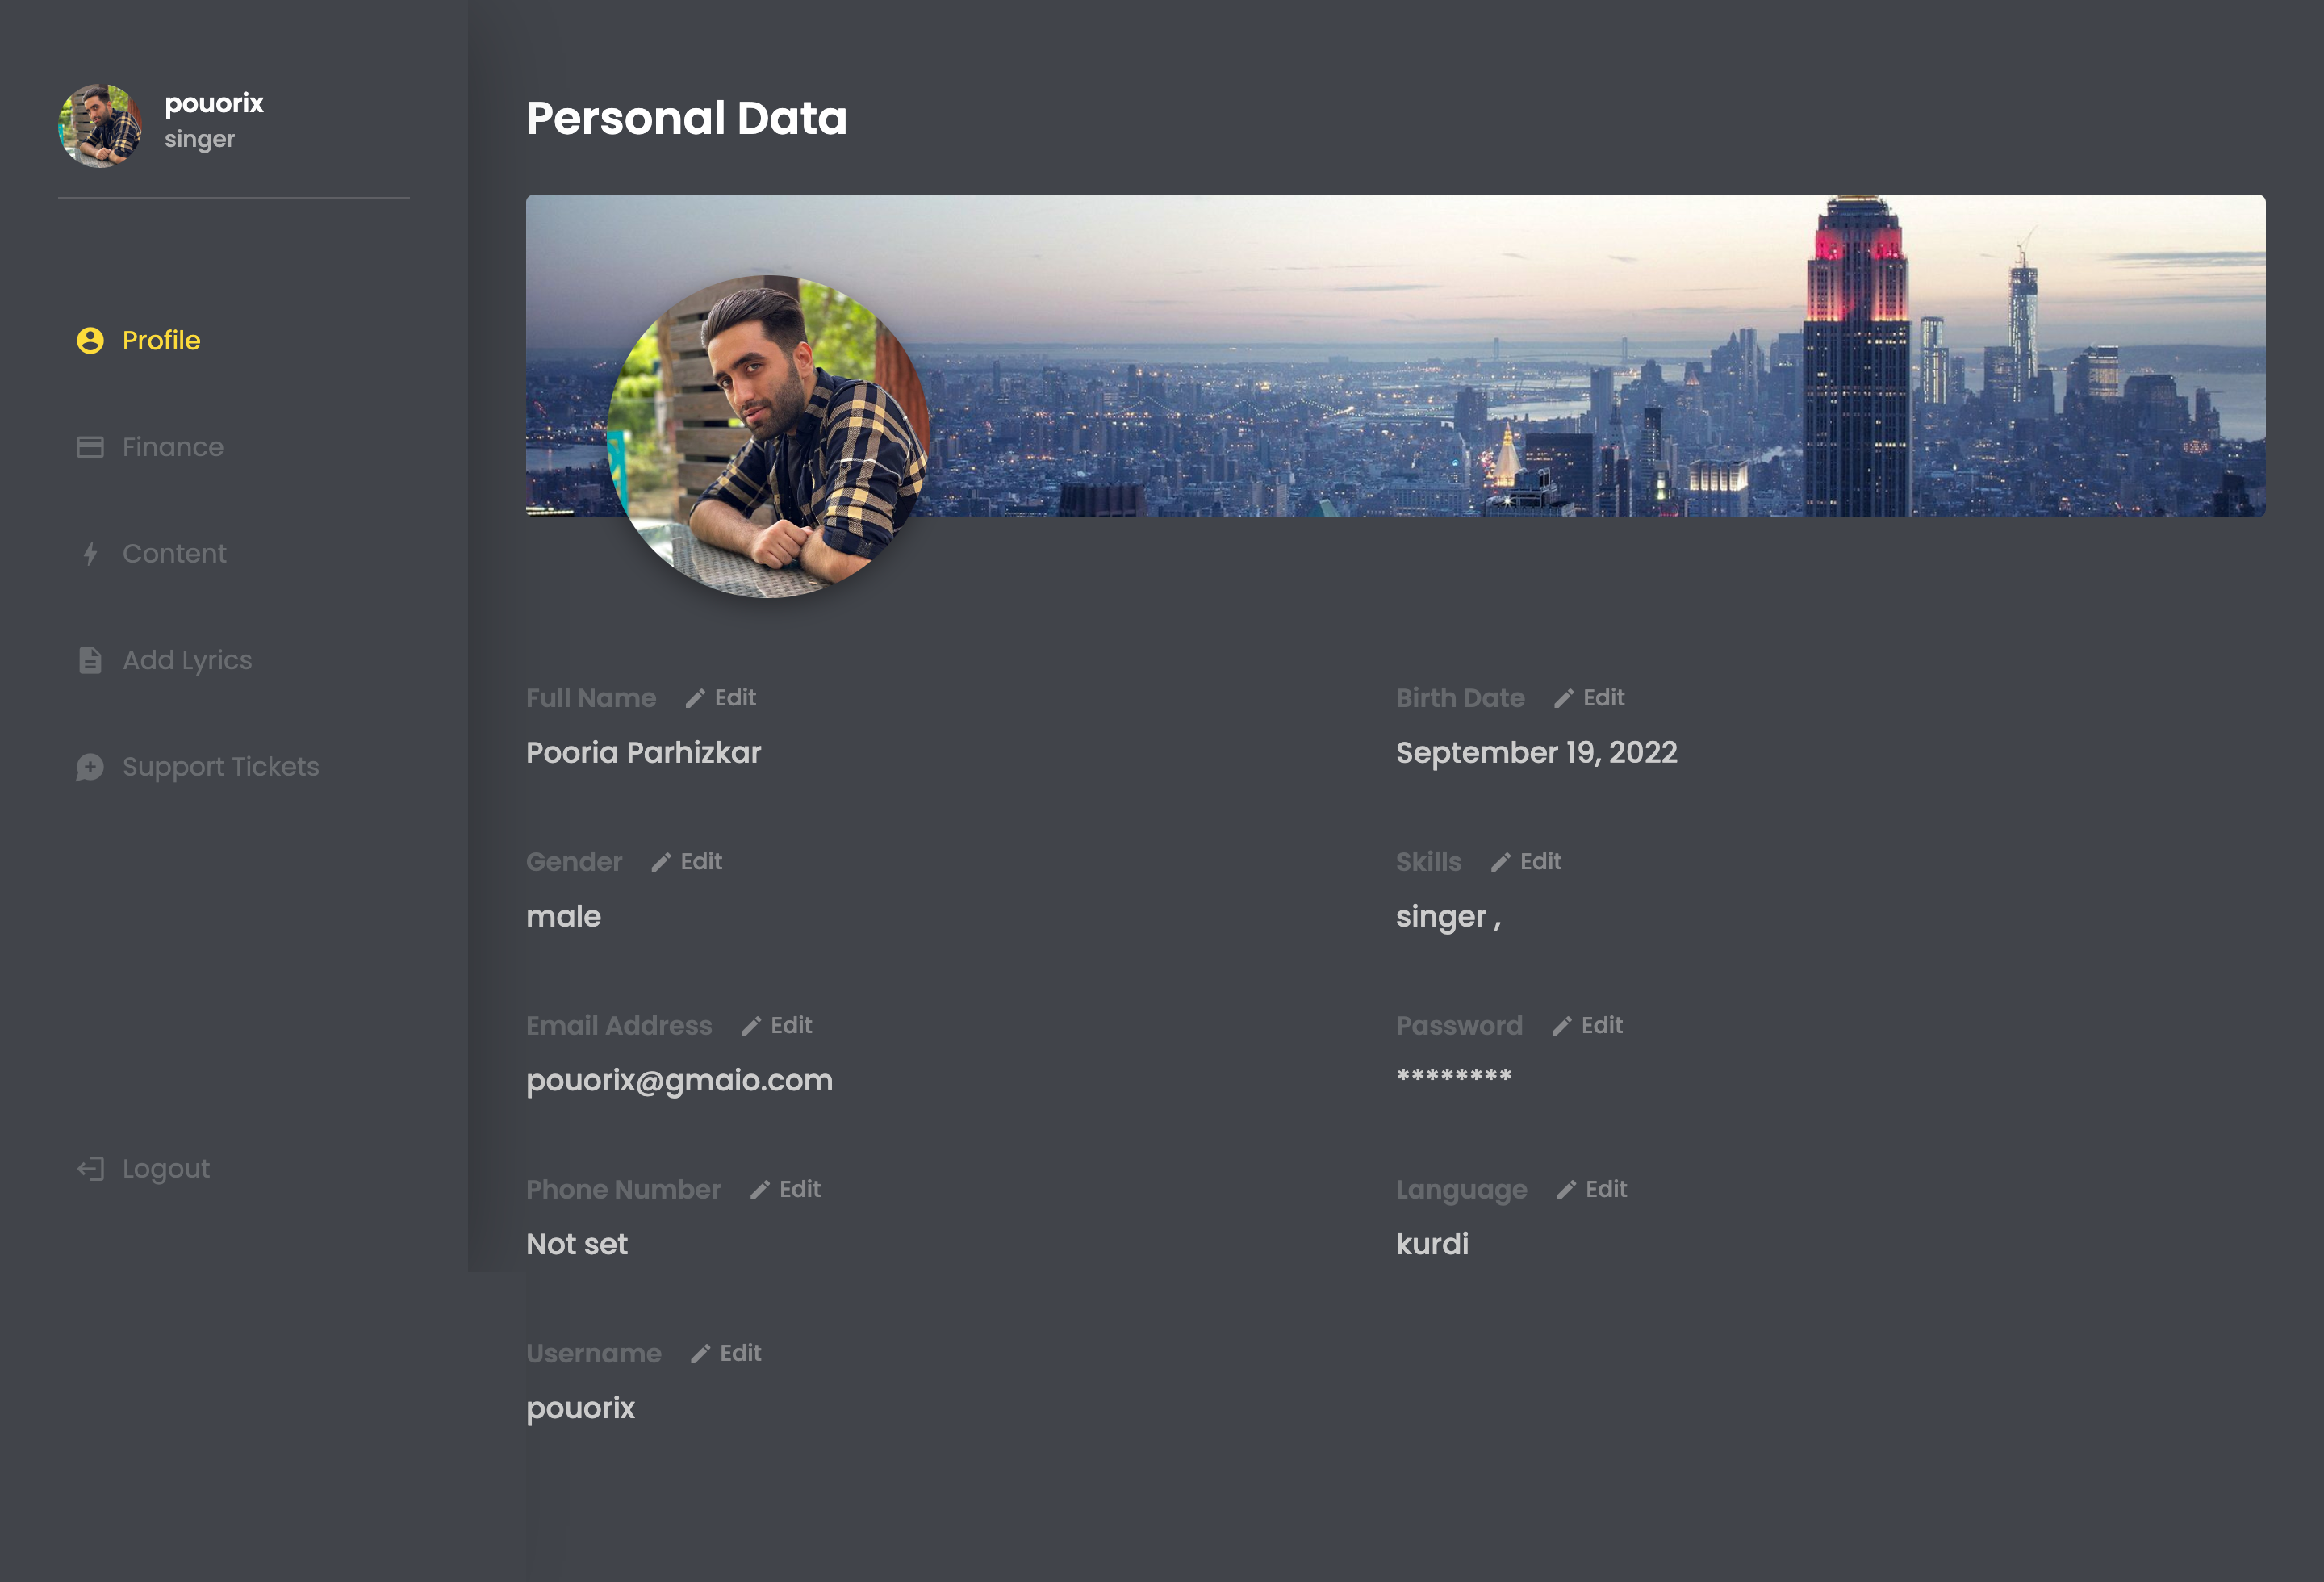 pouorix
singer
Profile
Finance
Content
Add Lyrics
Support Tickets
Logout
Personal Data
Full Name Edit
Pooria Parhizkar
Birth Date Edit
September 19, 2022
Gender Edit
male
Skills Edit
singer ,
Email Address Edit
pouorix@gmaio.com
Password Edit
********
Phone Number Edit
Not set
Language Edit
kurdi
Username Edit
pouorix